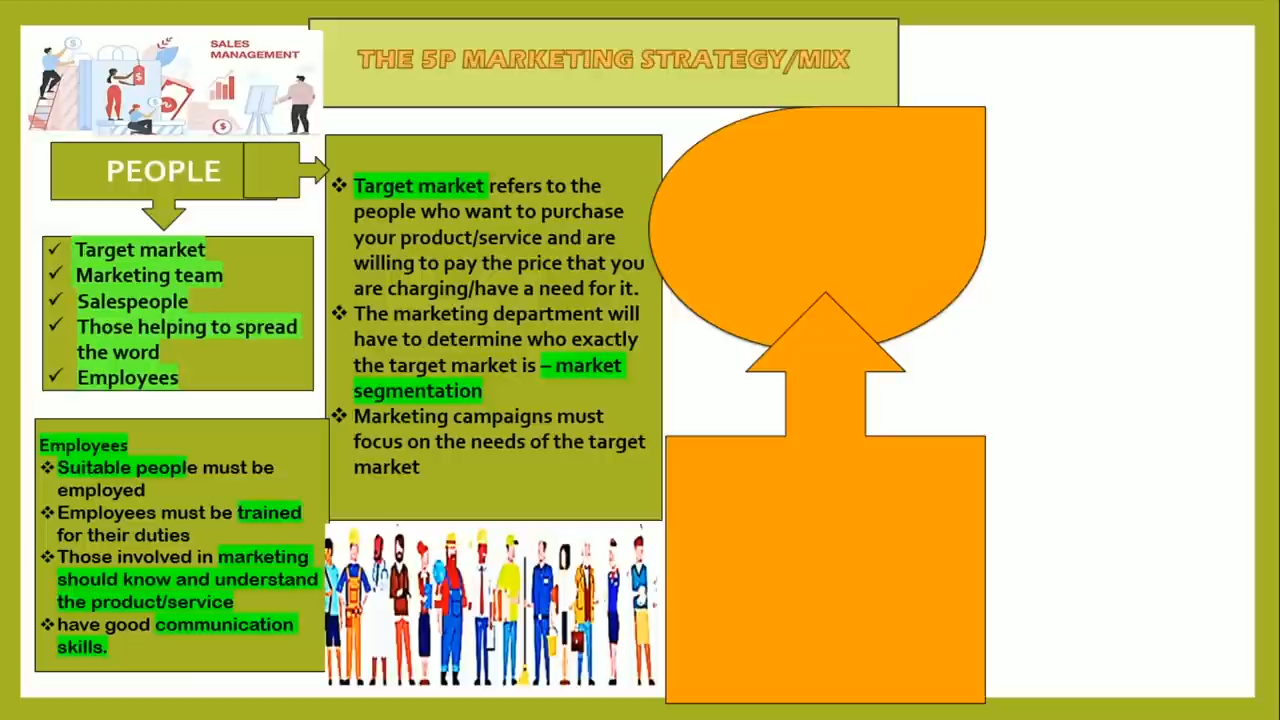 SALES
MANAGEMENT
THE 5P MARKETING STRATEGY/MIX
PEOPLE
✓ Target market
✓ Marketing team
✓ Salespeople
✓ Those helping to spread
the word
✓ Employees
❖ Target market refers to the
people who want to purchase
your product/service and are
willing to pay the price that you
are charging/have a need for it.
❖ The marketing department will
have to determine who exactly
the target market is – market
segmentation
❖ Marketing campaigns must
focus on the needs of the target
market
Employees
❖Suitable people must be
employed
❖Employees must be trained
for their duties
❖Those involved in marketing
should know and understand
the product/service
❖have good communication
skills.